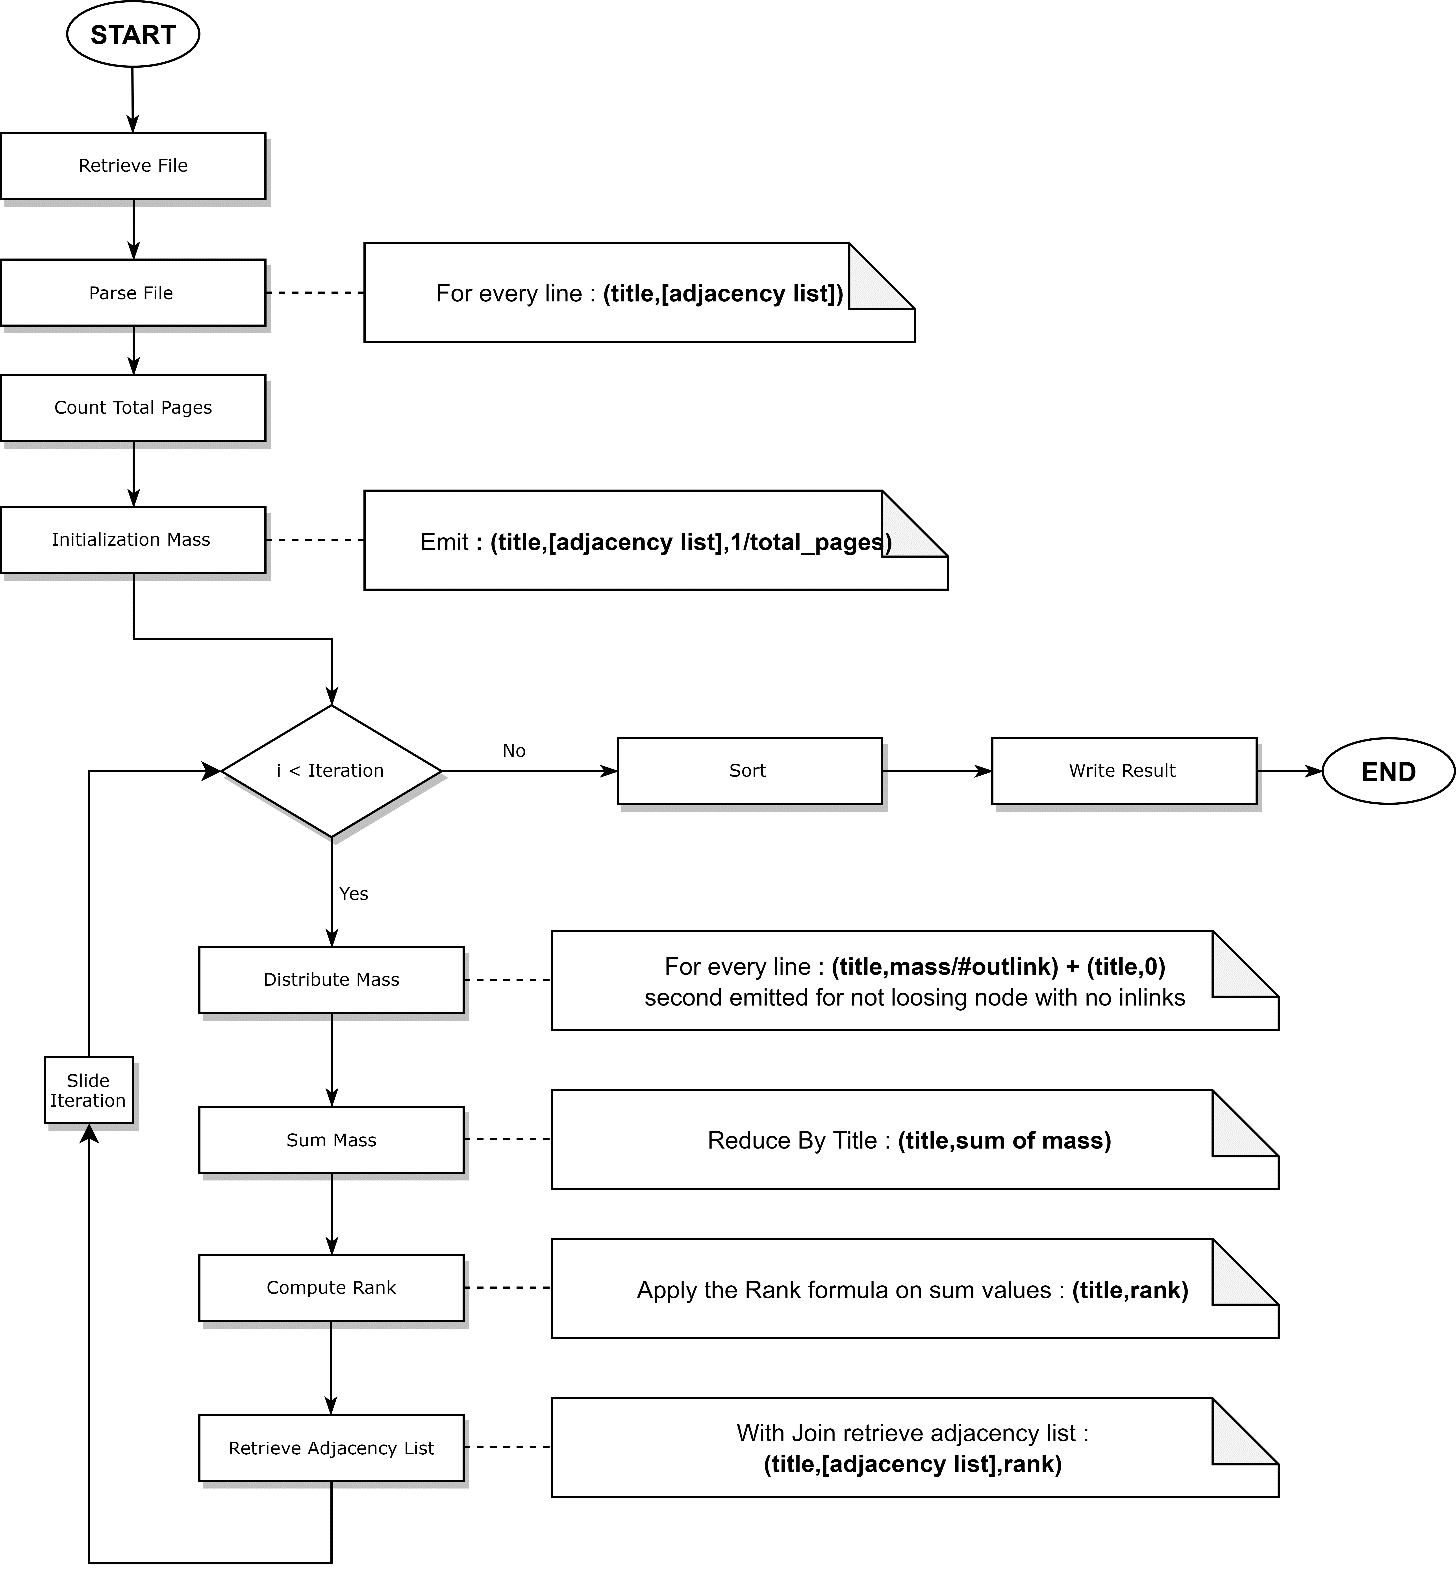 START
Retrieve File
Parse File
For every line : (title,[adjacency list])
Count Total Pages
Initialization Mass
Emit : (title,[adjacency list],1/total_pages)
i < Iteration
No
Sort
Write Result
END
Yes
Distribute Mass
For every line : (title,mass/#outlink) + (title,0)
second emitted for not loosing node with no inlinks
Slide
Iteration
Sum Mass
Reduce By Title : (title,sum of mass)
Compute Rank
Apply the Rank formula on sum values : (title,rank)
Retrieve Adjacency List
With Join retrieve adjacency list :
(title,[adjacency list],rank)